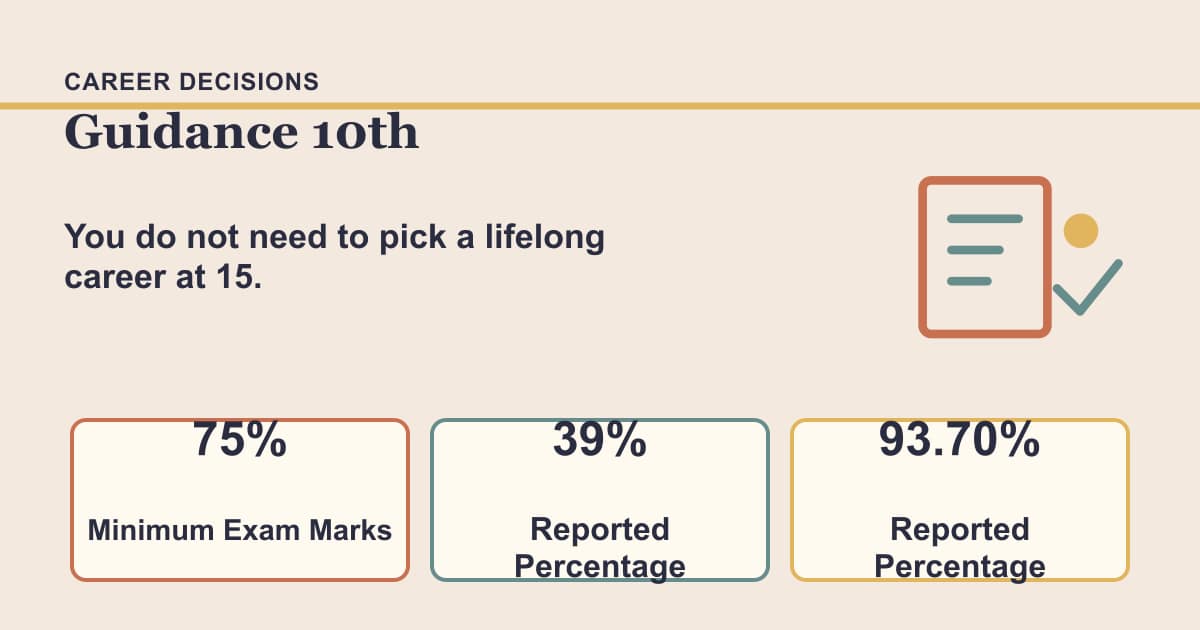 CAREER DECISIONS
Guidance 10th
You do not need to pick a lifelong
career at 15.
75%
Minimum Exam Marks
39%
Reported
Percentage
93.70%
Reported
Percentage